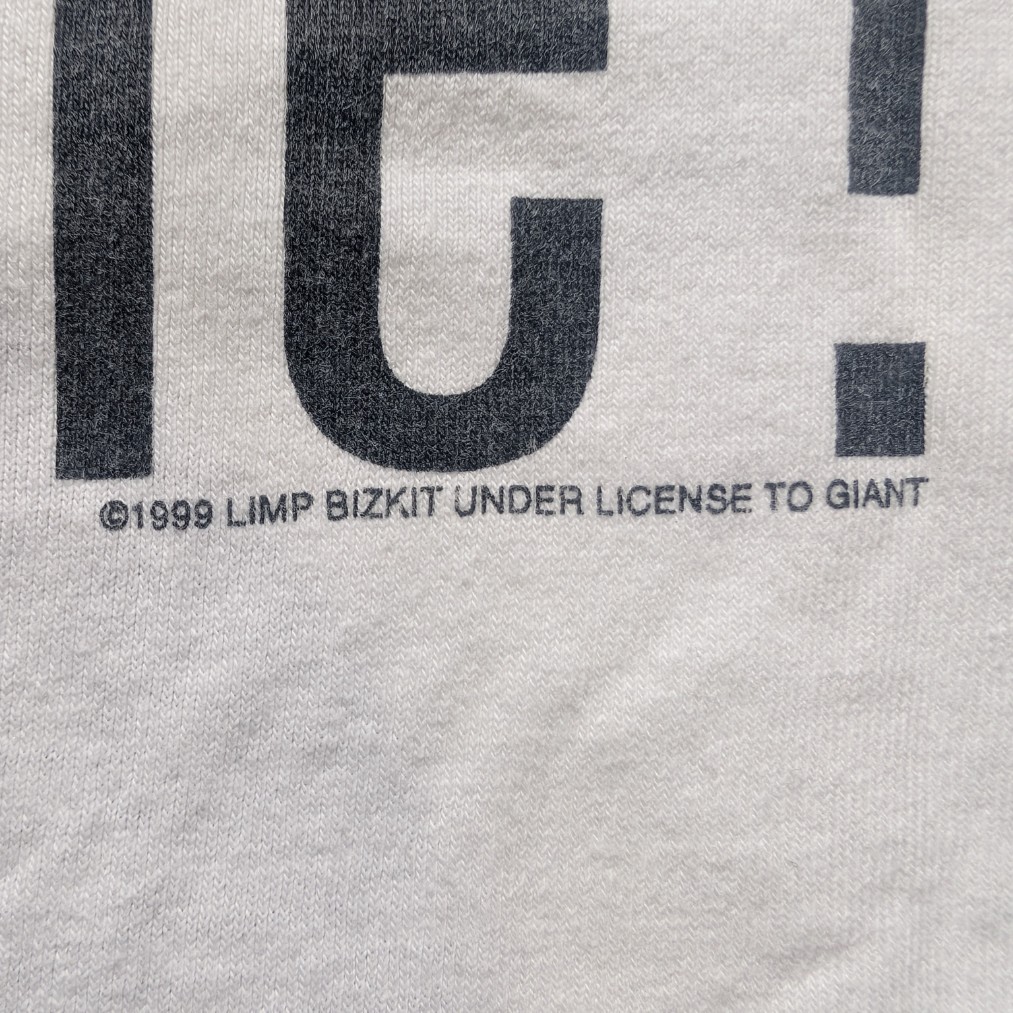 e!
©1999 LIMP BIZKIT UNDER LICENSE TO GIANT